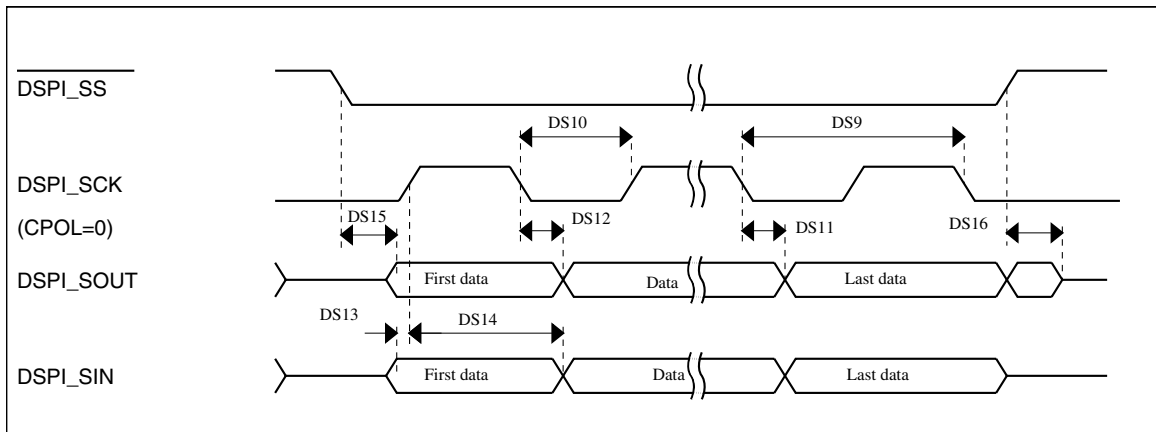 DSPI_SS
DS10
DS9
DSPI_SCK
(CPOL=0)
DS15
DS12
DS11
DS16
DSPI_SOUT
First data
Data
Last data
DS13
DS14
DSPI_SIN
First data
Data
Last data